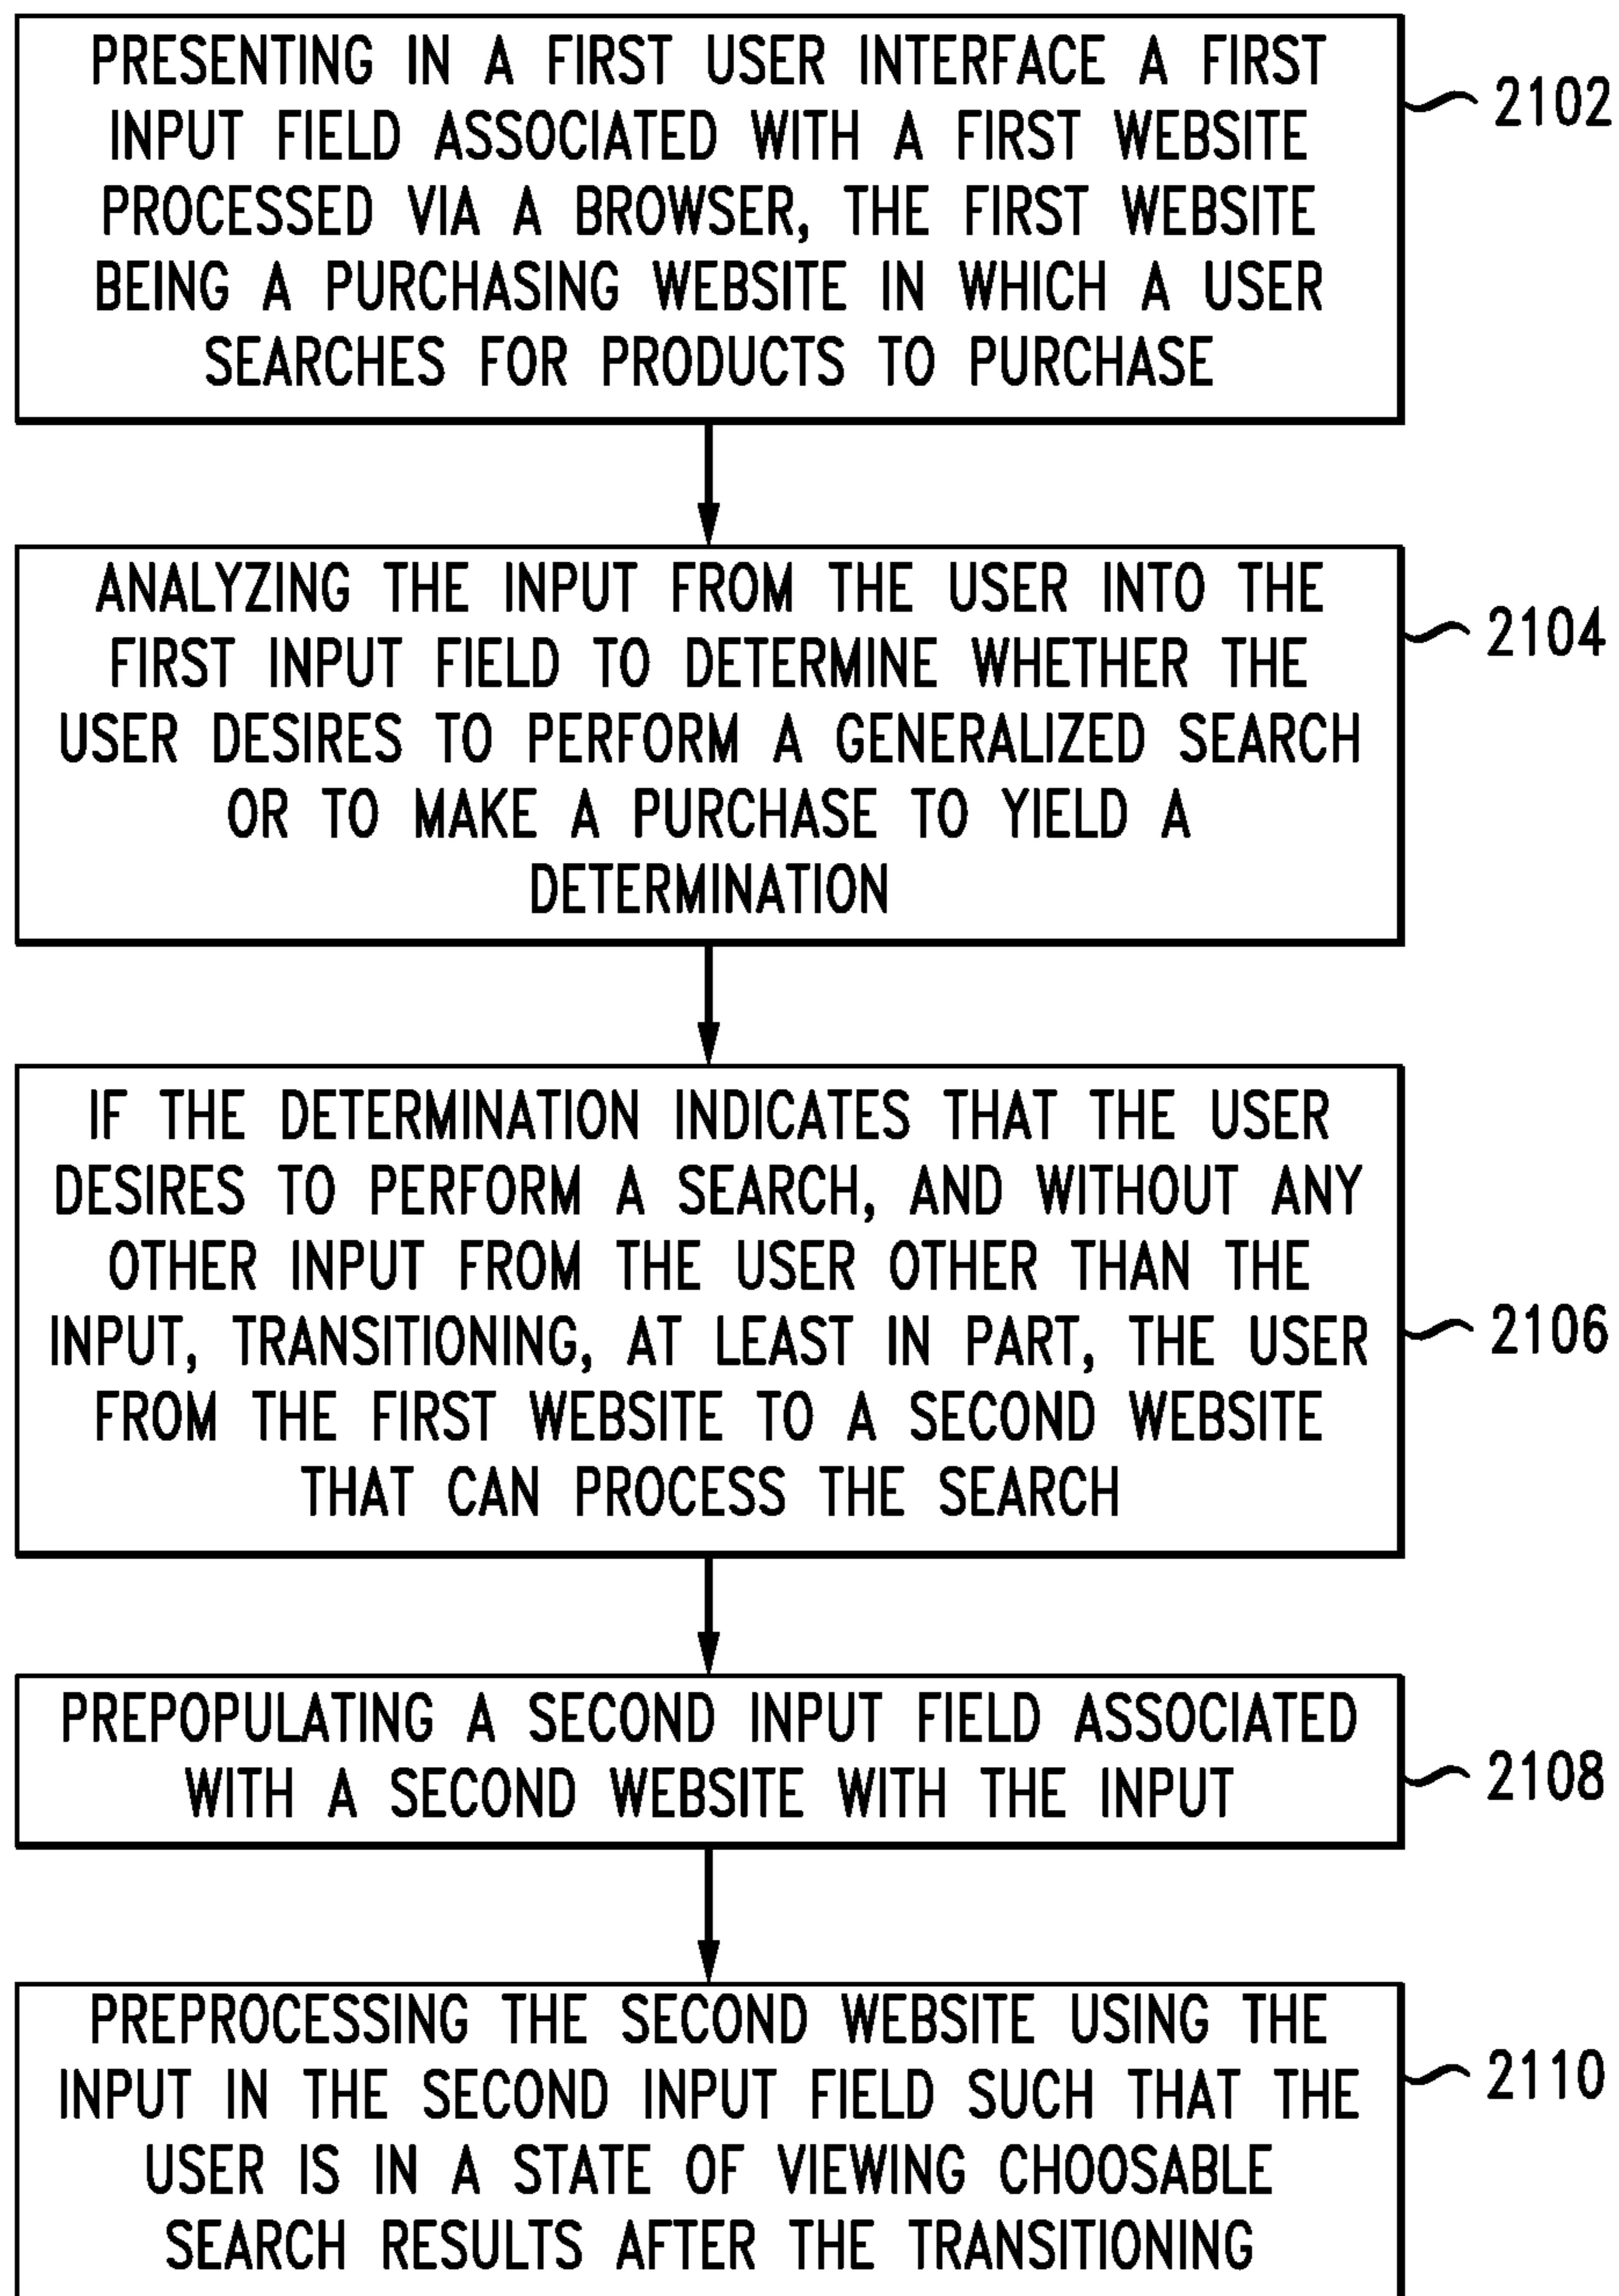 PRESENTING IN A FIRST USER INTERFACE A FIRST
INPUT FIELD ASSOCIATED WITH A FIRST WEBSITE
PROCESSED VIA A BROWSER, THE FIRST WEBSITE
BEING A PURCHASING WEBSITE IN WHICH A USER
SEARCHES FOR PRODUCTS TO PURCHASE
2102
ANALYZING THE INPUT FROM THE USER INTO THE
FIRST INPUT FIELD TO DETERMINE WHETHER THE
USER DESIRES TO PERFORM A GENERALIZED SEARCH
OR TO MAKE A PURCHASE TO YIELD A
DETERMINATION
2104
IF THE DETERMINATION INDICATES THAT THE USER
DESIRES TO PERFORM A SEARCH, AND WITHOUT ANY
OTHER INPUT FROM THE USER OTHER THAN THE
INPUT, TRANSITIONING, AT LEAST IN PART, THE USER
FROM THE FIRST WEBSITE TO A SECOND WEBSITE
THAT CAN PROCESS THE SEARCH
2106
PREPOPULATING A SECOND INPUT FIELD ASSOCIATED
WITH A SECOND WEBSITE WITH THE INPUT
2108
PREPROCESSING THE SECOND WEBSITE USING THE
INPUT IN THE SECOND INPUT FIELD SUCH THAT THE
USER IS IN A STATE OF VIEWING CHOOSABLE
SEARCH RESULTS AFTER THE TRANSITIONING
2110